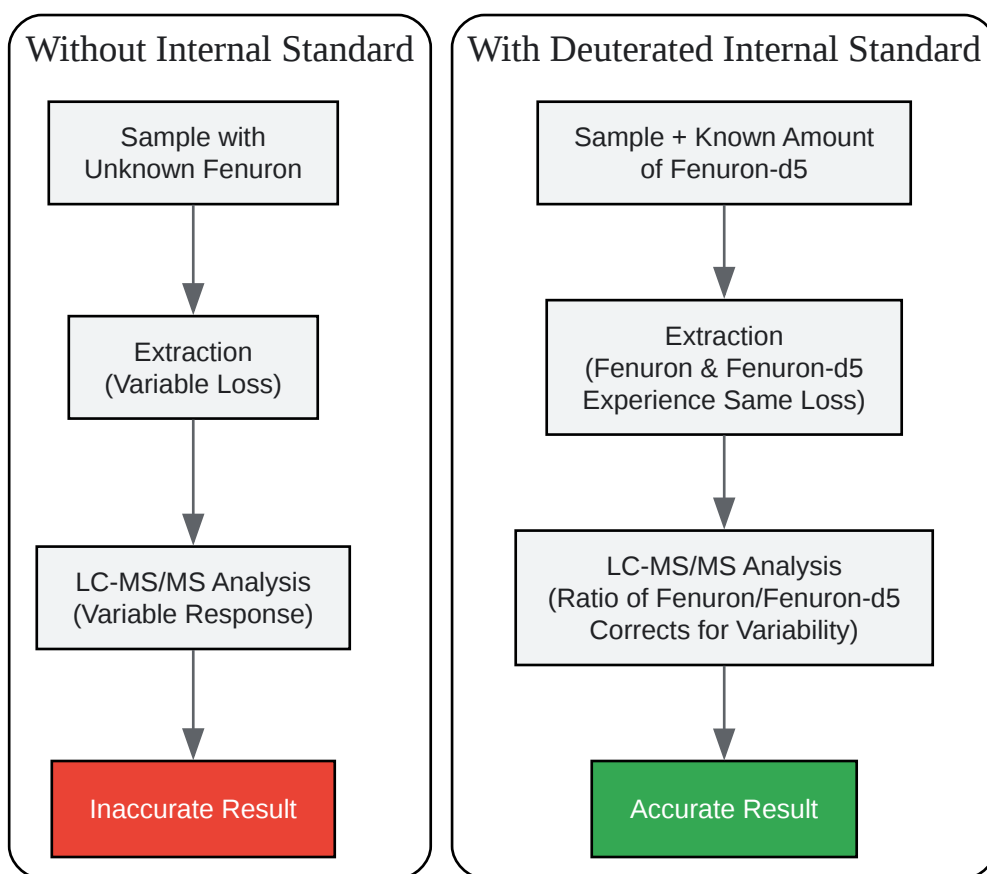 Without Internal Standard
Sample with
Unknown Fenuron
Extraction
(Variable Loss)
LC-MS/MS Analysis
(Variable Response)
Inaccurate Result
With Deuterated Internal Standard
Sample + Known Amount
of Fenuron-d5
Extraction
(Fenuron & Fenuron-d5
Experience Same Loss)
LC-MS/MS Analysis
(Ratio of Fenuron/Fenuron-d5
Corrects for Variability)
Accurate Result